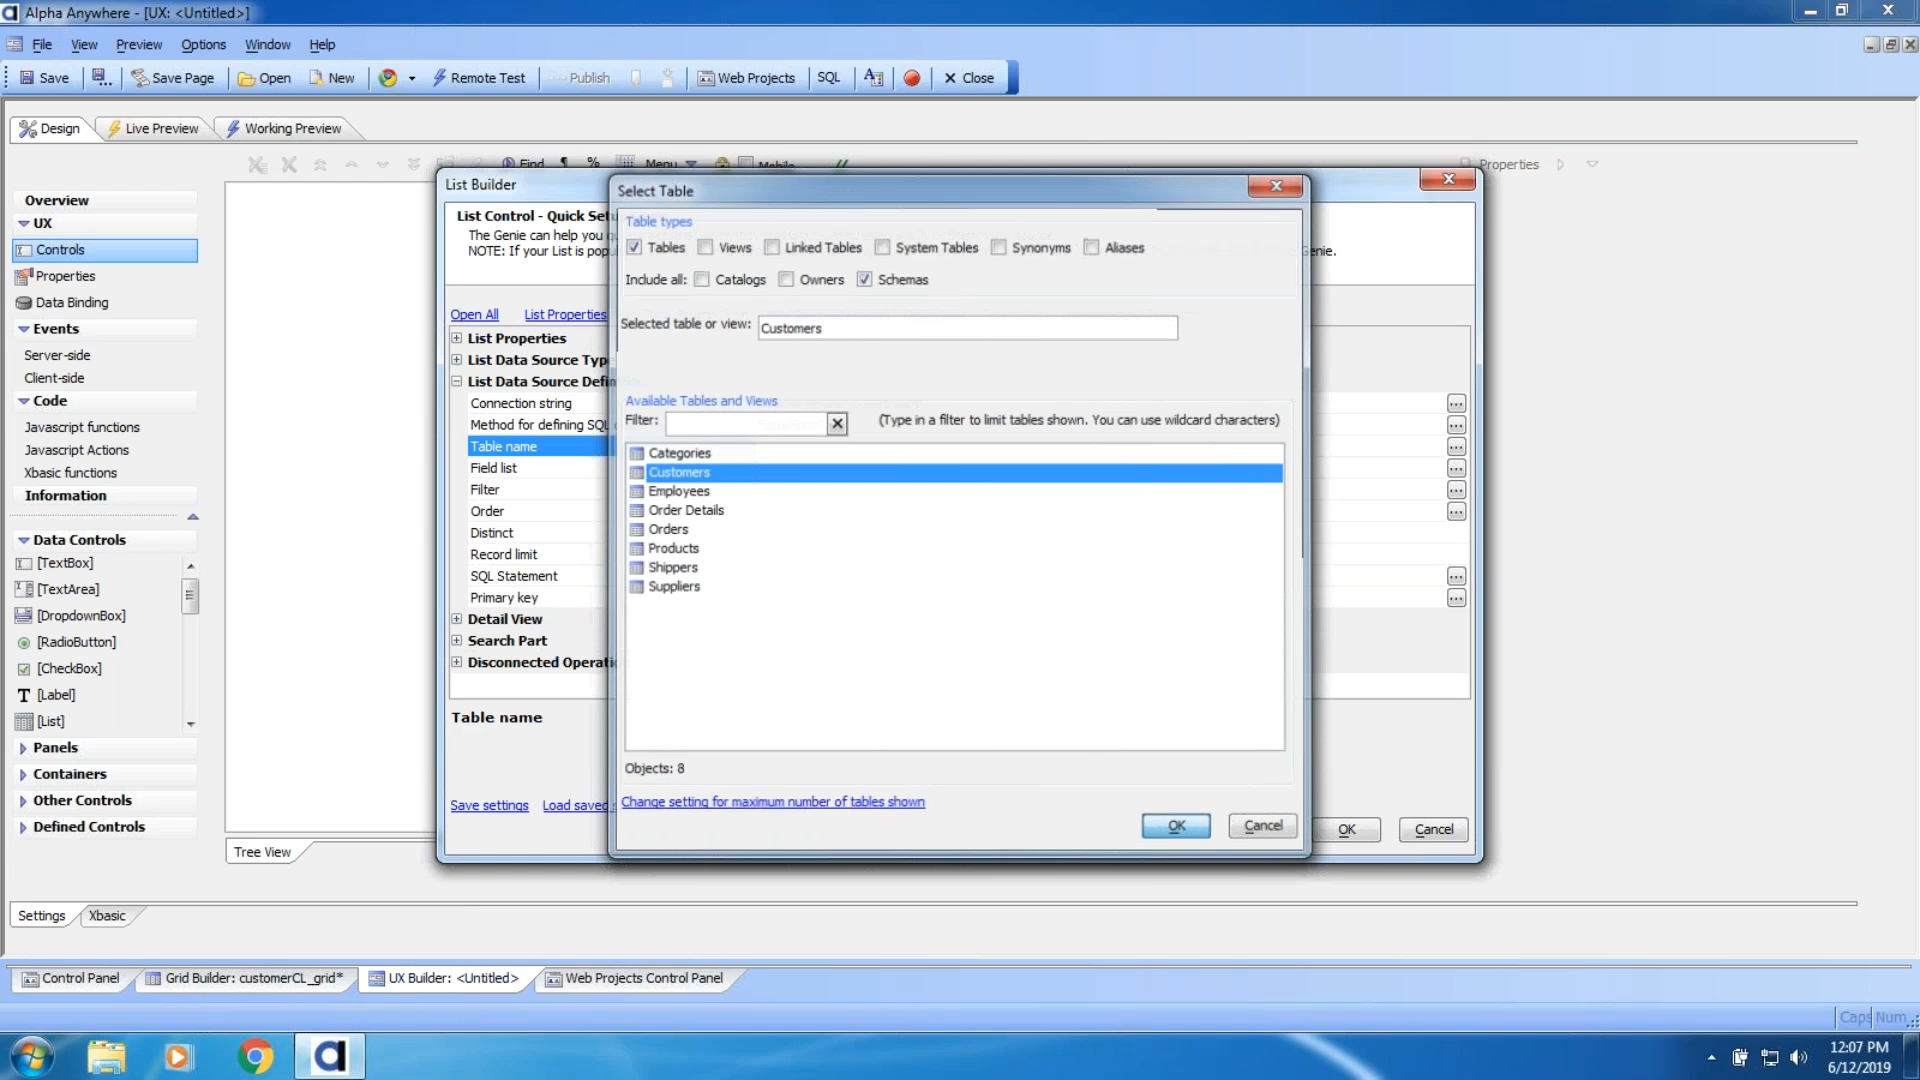 Alpha Anywhere - [UX: <Untitled>]
File View Preview Options Window Help
Save Save Page Open New Remote Test Publish Web Projects SQL Close
Design Live Preview Working Preview
Find % Menu Mobile Properties
Overview
UX
Controls
Properties
Data Binding
Events
Server-side
Client-side
Code
Javascript functions
Javascript Actions
Xbasic functions
Information
Data Controls
[TextBox]
[TextArea]
[DropdownBox]
[RadioButton]
[CheckBox]
[Label]
[List]
Panels
Containers
Other Controls
Defined Controls
List Builder
List Control - Quick Set
The Genie can help you
NOTE: If your List is popu
enie.
Open All List Properties
List Properties
List Data Source Typ
List Data Source Defin
Connection string
Method for defining SQL
Table name
Field list
Filter
Order
Distinct
Record limit
SQL Statement
Primary key
Detail View
Search Part
Disconnected Operati
Table name
Save settings Load saved
OK Cancel
Select Table
Table types
Tables Views Linked Tables System Tables Synonyms Aliases
Include all: Catalogs Owners Schemas
Selected table or view: Customers
Available Tables and Views
Filter: (Type in a filter to limit tables shown. You can use wildcard characters)
Categories
Customers
Employees
Order Details
Orders
Products
Shippers
Suppliers
Objects: 8
Change setting for maximum number of tables shown
OK Cancel
Tree View
Settings Xbasic
Control Panel Grid Builder: customerCL_grid* UX Builder: <Untitled> Web Projects Control Panel
Caps Num
12:07 PM
6/12/2019